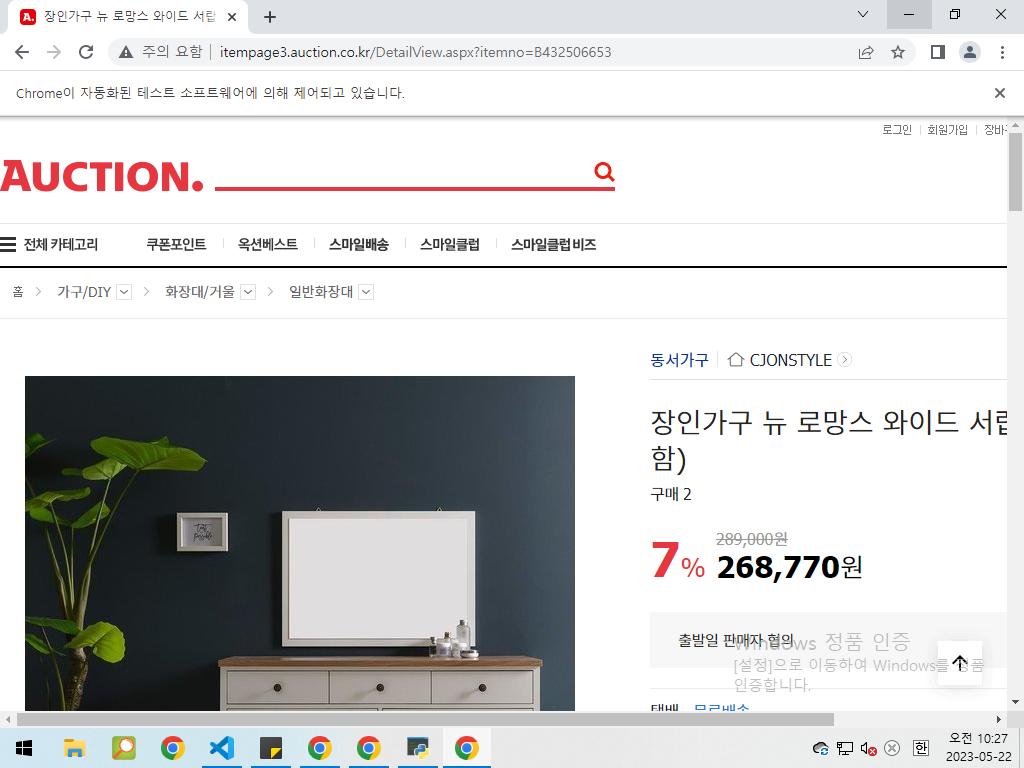 장인가구 뉴 로망스 와이드 서랍
주의 요함 itempage3.auction.co.kr/DetailView.aspx?itemno=B432506653
Chrome이 자동화된 테스트 소프트웨어에 의해 제어되고 있습니다.
로그인 회원가입 장바구
AUCTION.
전체 카테고리 쿠폰포인트 옥션베스트 스마일배송 스마일클럽 스마일클럽 비즈
홈 가구/DIY 화장대/거울 일반화장대
동서가구 CJONSTYLE
장인가구 뉴 로망스 와이드 서랍
함)
구매 2
289,000원
7% 268,770원
출발일 판매자 협의
Windows 정품 인증
[설정]으로 이동하여 Windows를 정품
인증합니다.
택배 무료배송
한
오전 10:27
2023-05-22